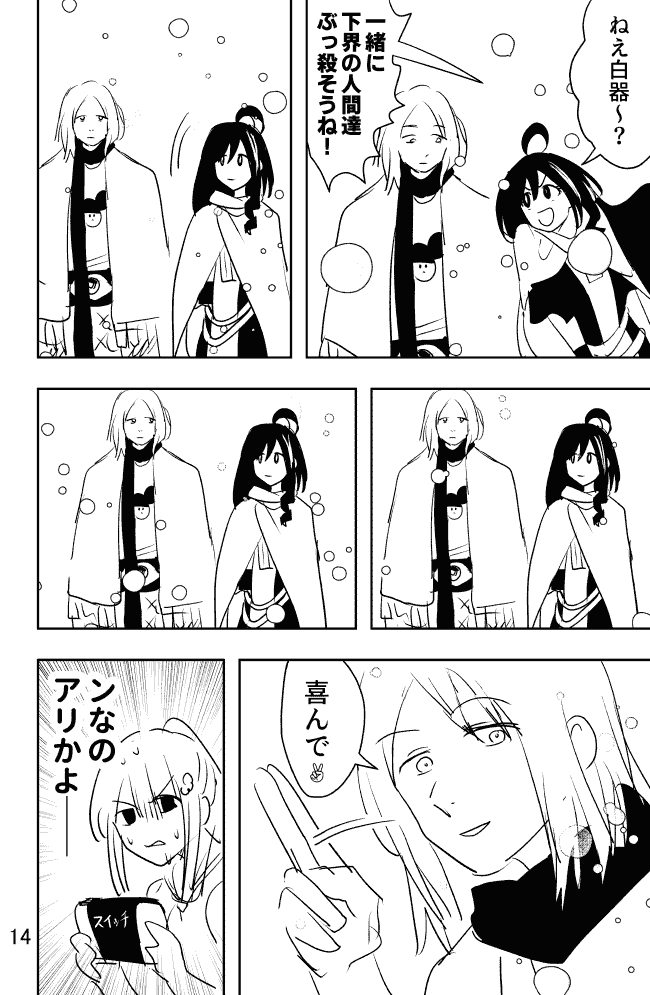 ねえ白器～？
一緒に
下界の人間達
ぶっ殺そうね！
喜んで✌
ンなの
アリかよ――
スイッチ
14